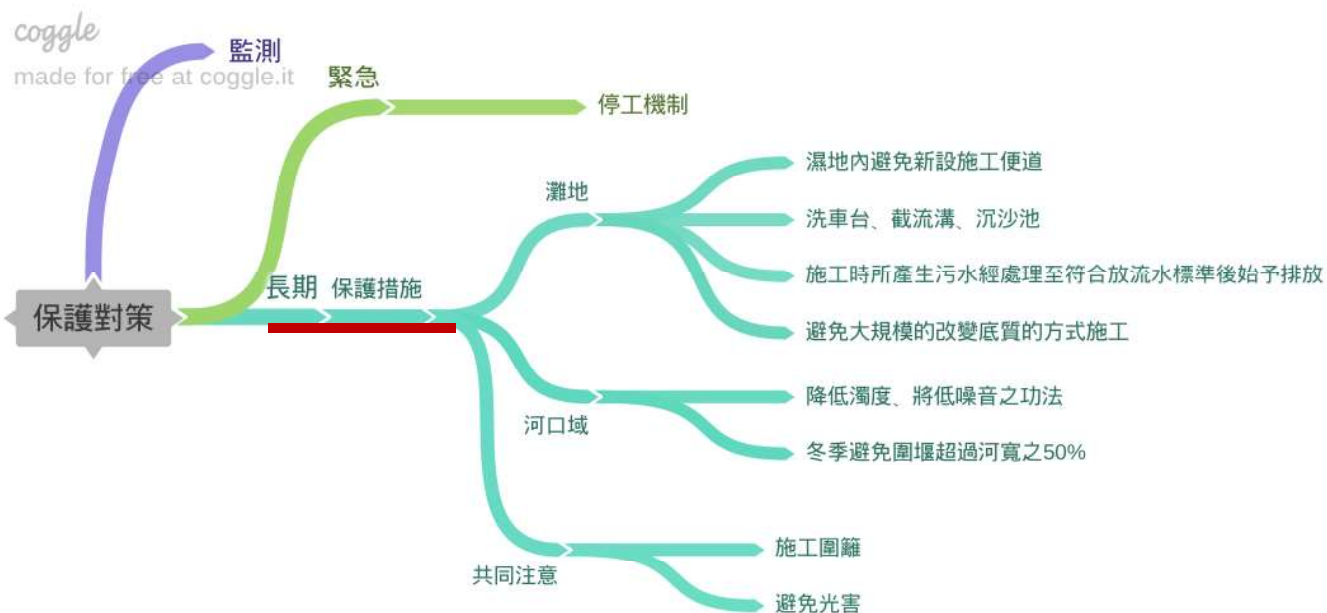 coggle
made for free at coggle.it
監測
緊急
停工機制
保護對策
長期
保護措施
灘地
濕地內避免新設施工便道
洗車台、截流溝、沉沙池
施工時所產生污水經處理至符合放流水標準後始予排放
避免大規模的改變底質的方式施工
河口域
降低濁度、將低噪音之功法
冬季避免圍堰超過河寬之50%
共同注意
施工圍籬
避免光害